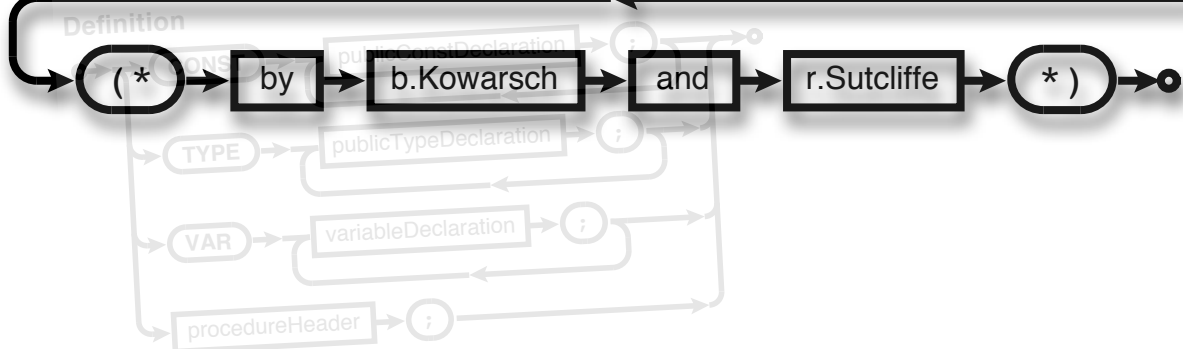 Definition
(* by b.Kowarsch and r.Sutcliffe *)
CONST publicConstDeclaration ;
TYPE publicTypeDeclaration ;
VAR variableDeclaration ;
procedureHeader ;